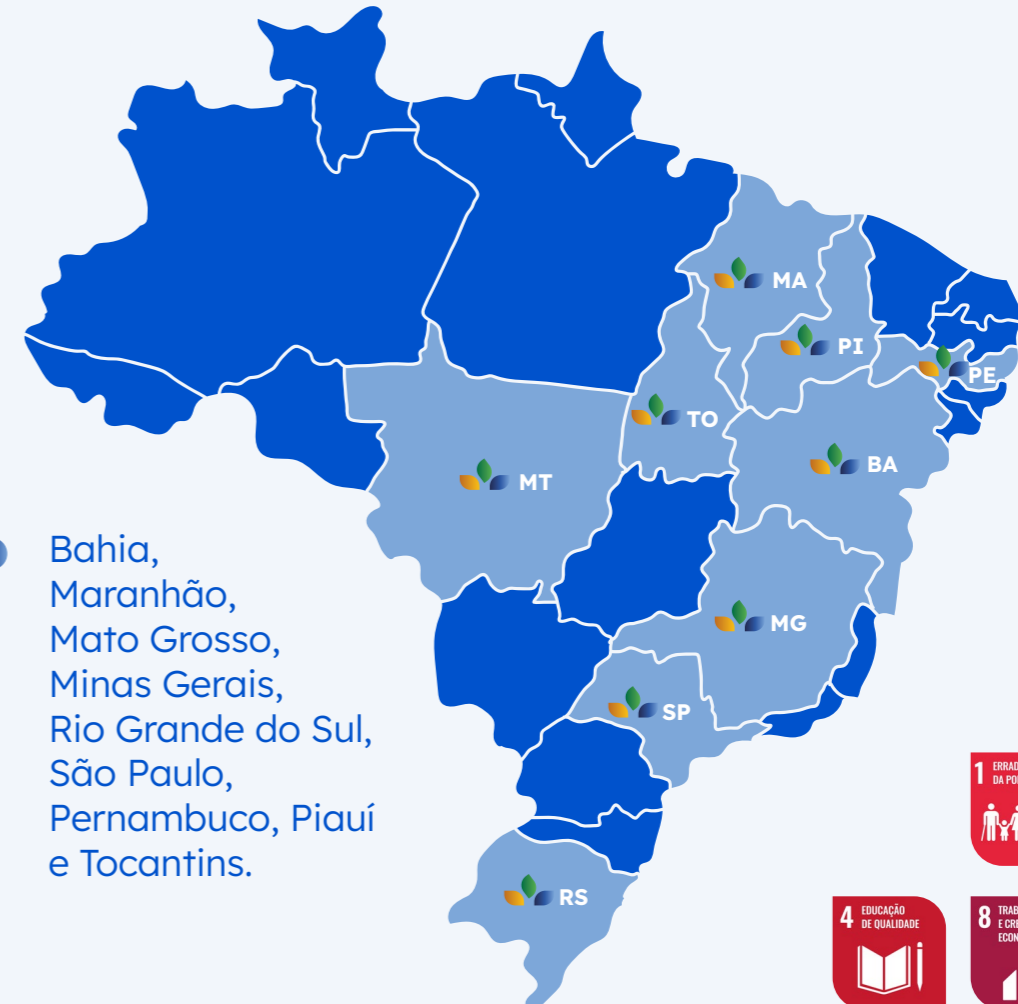 MA
PI
PE
TO
BA
MT
MG
SP
RS
Bahia,
Maranhão,
Mato Grosso,
Minas Gerais,
Rio Grande do Sul,
São Paulo,
Pernambuco, Piauí
e Tocantins.
1
4 EDUCAÇÃO
DE QUALIDADE
8
E